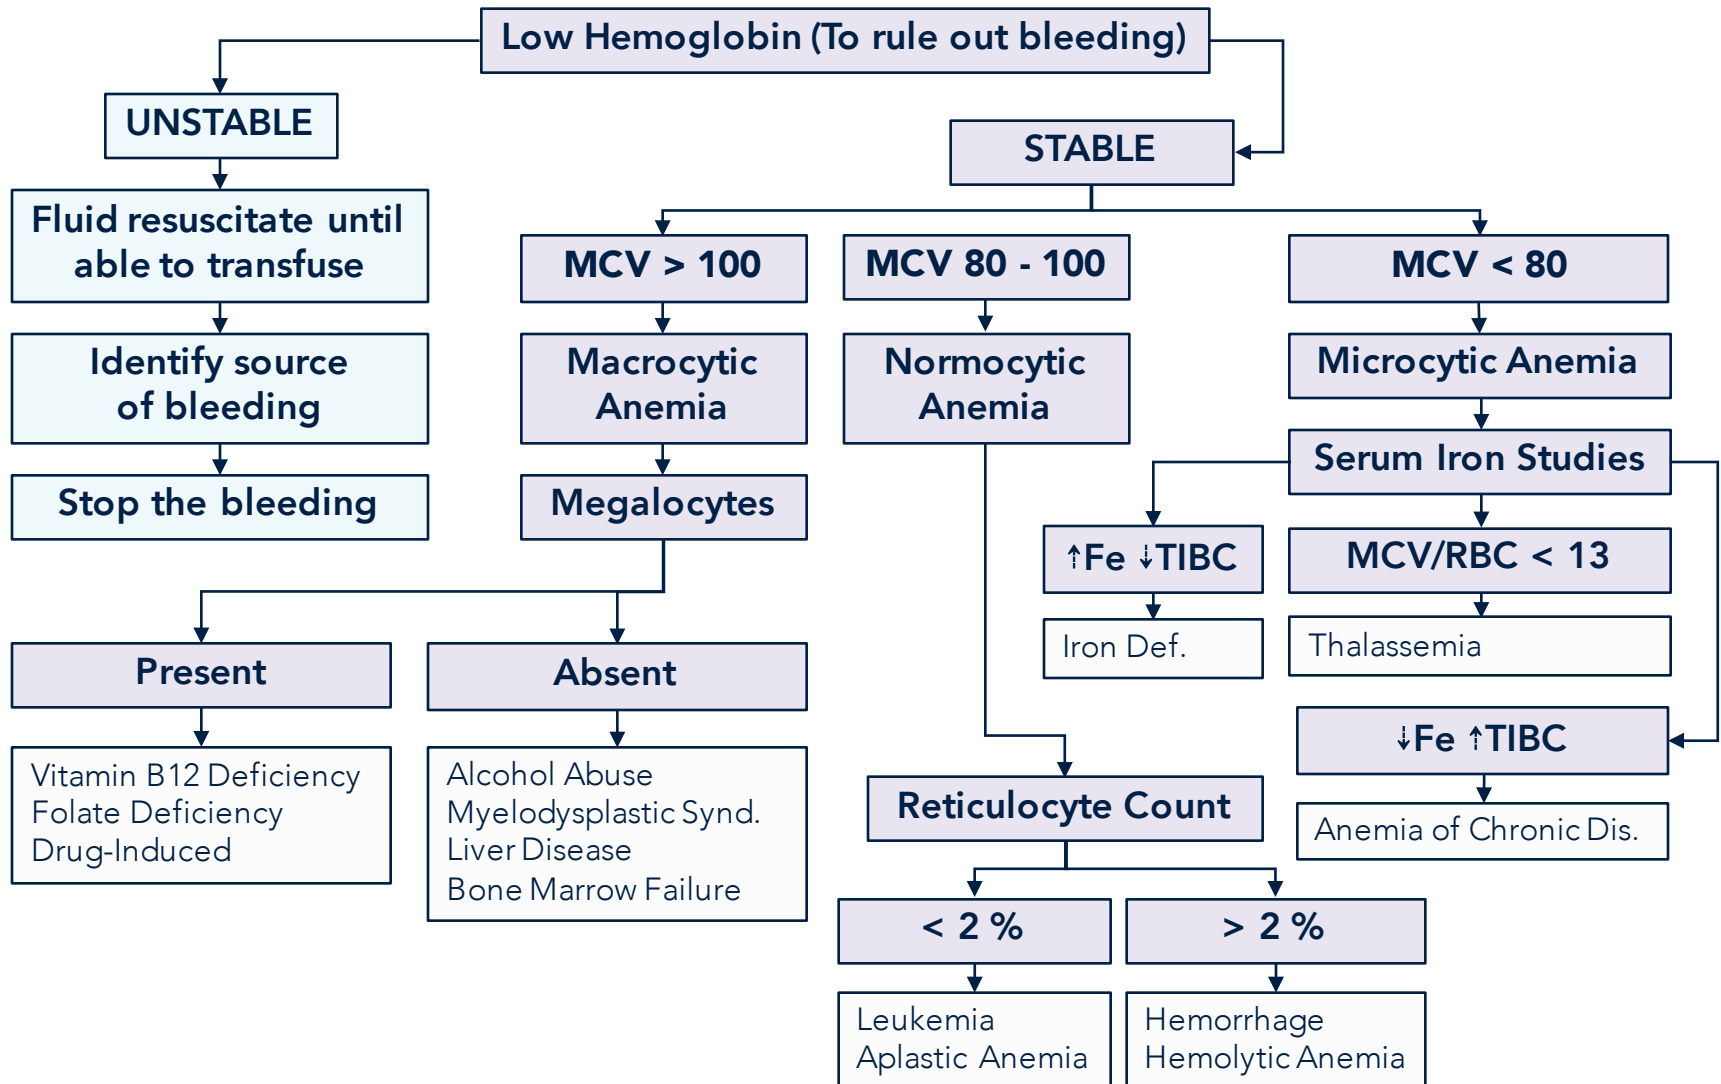 Low Hemoglobin (To rule out bleeding)
UNSTABLE
Fluid resuscitate until
able to transfuse
Identify source
of bleeding
Stop the bleeding
STABLE
MCV > 100
Macrocytic
Anemia
Megalocytes
Present
Vitamin B12 Deficiency
Folate Deficiency
Drug-Induced
Absent
Alcohol Abuse
Myelodysplastic Synd.
Liver Disease
Bone Marrow Failure
MCV 80 - 100
Normocytic
Anemia
Reticulocyte Count
< 2 %
Leukemia
Aplastic Anemia
> 2 %
Hemorrhage
Hemolytic Anemia
MCV < 80
Microcytic Anemia
Serum Iron Studies
↑Fe ↓TIBC
Iron Def.
MCV/RBC < 13
Thalassemia
↓Fe ↑TIBC
Anemia of Chronic Dis.